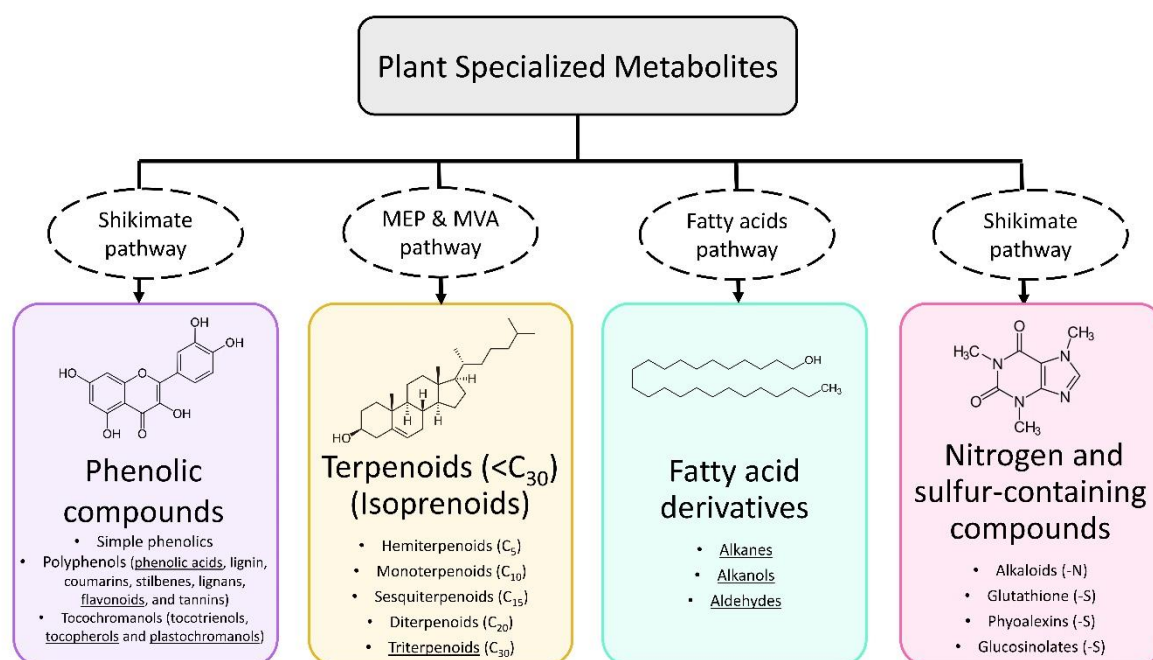 Plant Specialized Metabolites
Shikimate
pathway
MEP & MVA
pathway
Fatty acids
pathway
Shikimate
pathway
OH
OH
HO
O
OH
OH
O
Phenolic
compounds
• Simple phenolics
• Polyphenols (phenolic acids, lignin,
coumarins, stilbenes, lignans,
flavonoids, and tannins)
• Tocochromanols (tocotrienols,
tocopherols and plastochromanols)
H
H
H
HO
Terpenoids (<C₃₀)
(Isoprenoids)
• Hemiterpenoids (C₅)
• Monoterpenoids (C₁₀)
• Sesquiterpenoids (C₁₅)
• Diterpenoids (C₂₀)
• Triterpenoids (C₃₀)
OH
CH₃
Fatty acid
derivatives
• Alkanes
• Alkanols
• Aldehydes
O
CH₃
H₃C
N
N
O
N
N
CH₃
Nitrogen and
sulfur-containing
compounds
• Alkaloids (-N)
• Glutathione (-S)
• Phyoalexins (-S)
• Glucosinolates (-S)